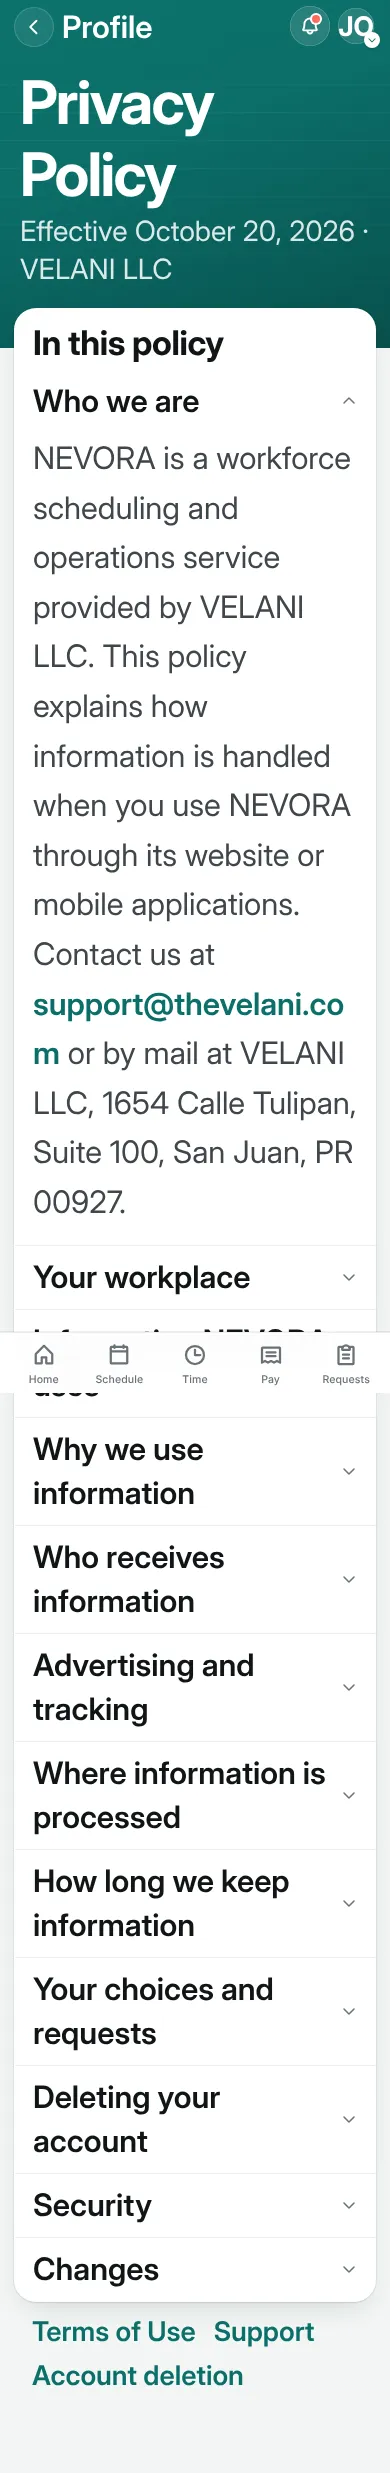 Profile
JO
Privacy
Policy
Effective October 20, 2026 ·
VELANI LLC
In this policy
Who we are
NEVORA is a workforce
scheduling and
operations service
provided by VELANI
LLC. This policy
explains how
information is handled
when you use NEVORA
through its website or
mobile applications.
Contact us at
support@thevelani.co
m or by mail at VELANI
LLC, 1654 Calle Tulipan,
Suite 100, San Juan, PR
00927.
Your workplace
Information NEVORA
Home Schedule Time Pay Requests
uses
Why we use
information
Who receives
information
Advertising and
tracking
Where information is
processed
How long we keep
information
Your choices and
requests
Deleting your
account
Security
Changes
Terms of Use Support
Account deletion